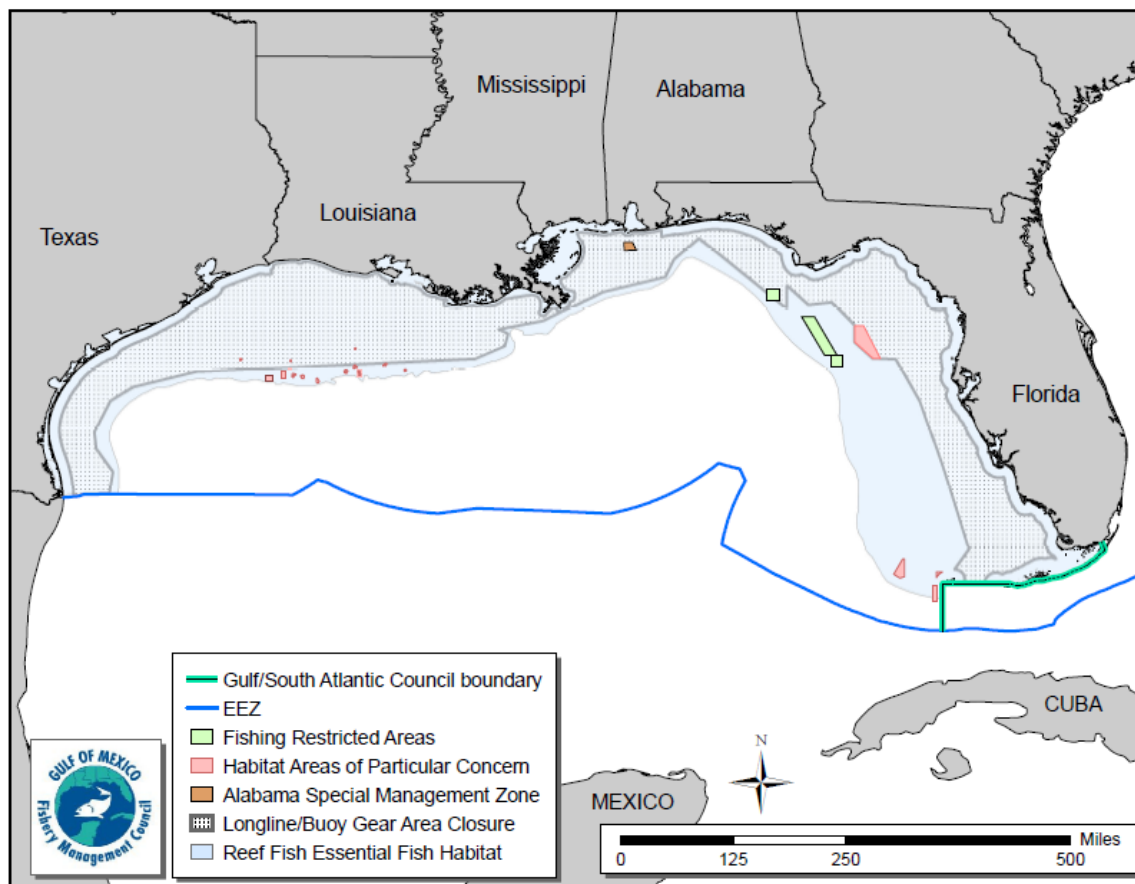 Mississippi
Alabama
Louisiana
Texas
Florida
Gulf/South Atlantic Council boundary
EEZ
Fishing Restricted Areas
Habitat Areas of Particular Concern
Alabama Special Management Zone
Longline/Buoy Gear Area Closure
Reef Fish Essential Fish Habitat
GULF OF MEXICO
Fishery Management Council
N
CUBA
MEXICO
Miles
0 125 250 500